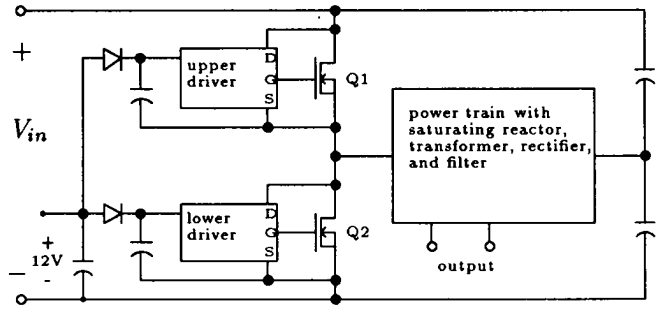 +
D
upper
driver
G
Q1
S
V_in
power train with
saturating reactor,
transformer, rectifier,
and filter
D
lower
driver
G
Q2
S
+
12V
-
output
−